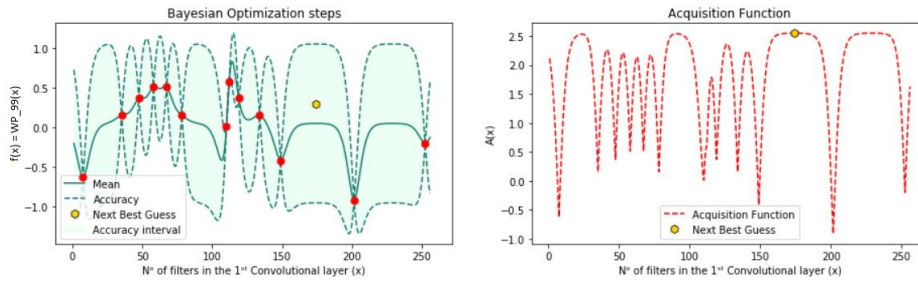 Bayesian Optimization steps
f(x) = WP_99(x)
1.0
0.5
0.0
−0.5
−1.0
Mean
Accuracy
Next Best Guess
Accuracy interval
0
50
100
150
200
250
Nº of filters in the 1ˢᵗ Convolutional layer (x)
Acquisition Function
A(x)
2.5
2.0
1.5
1.0
0.5
0.0
−0.5
−1.0
Acquisition Function
Next Best Guess
0
50
100
150
200
250
Nº of filters in the 1ˢᵗ Convolutional layer (x)